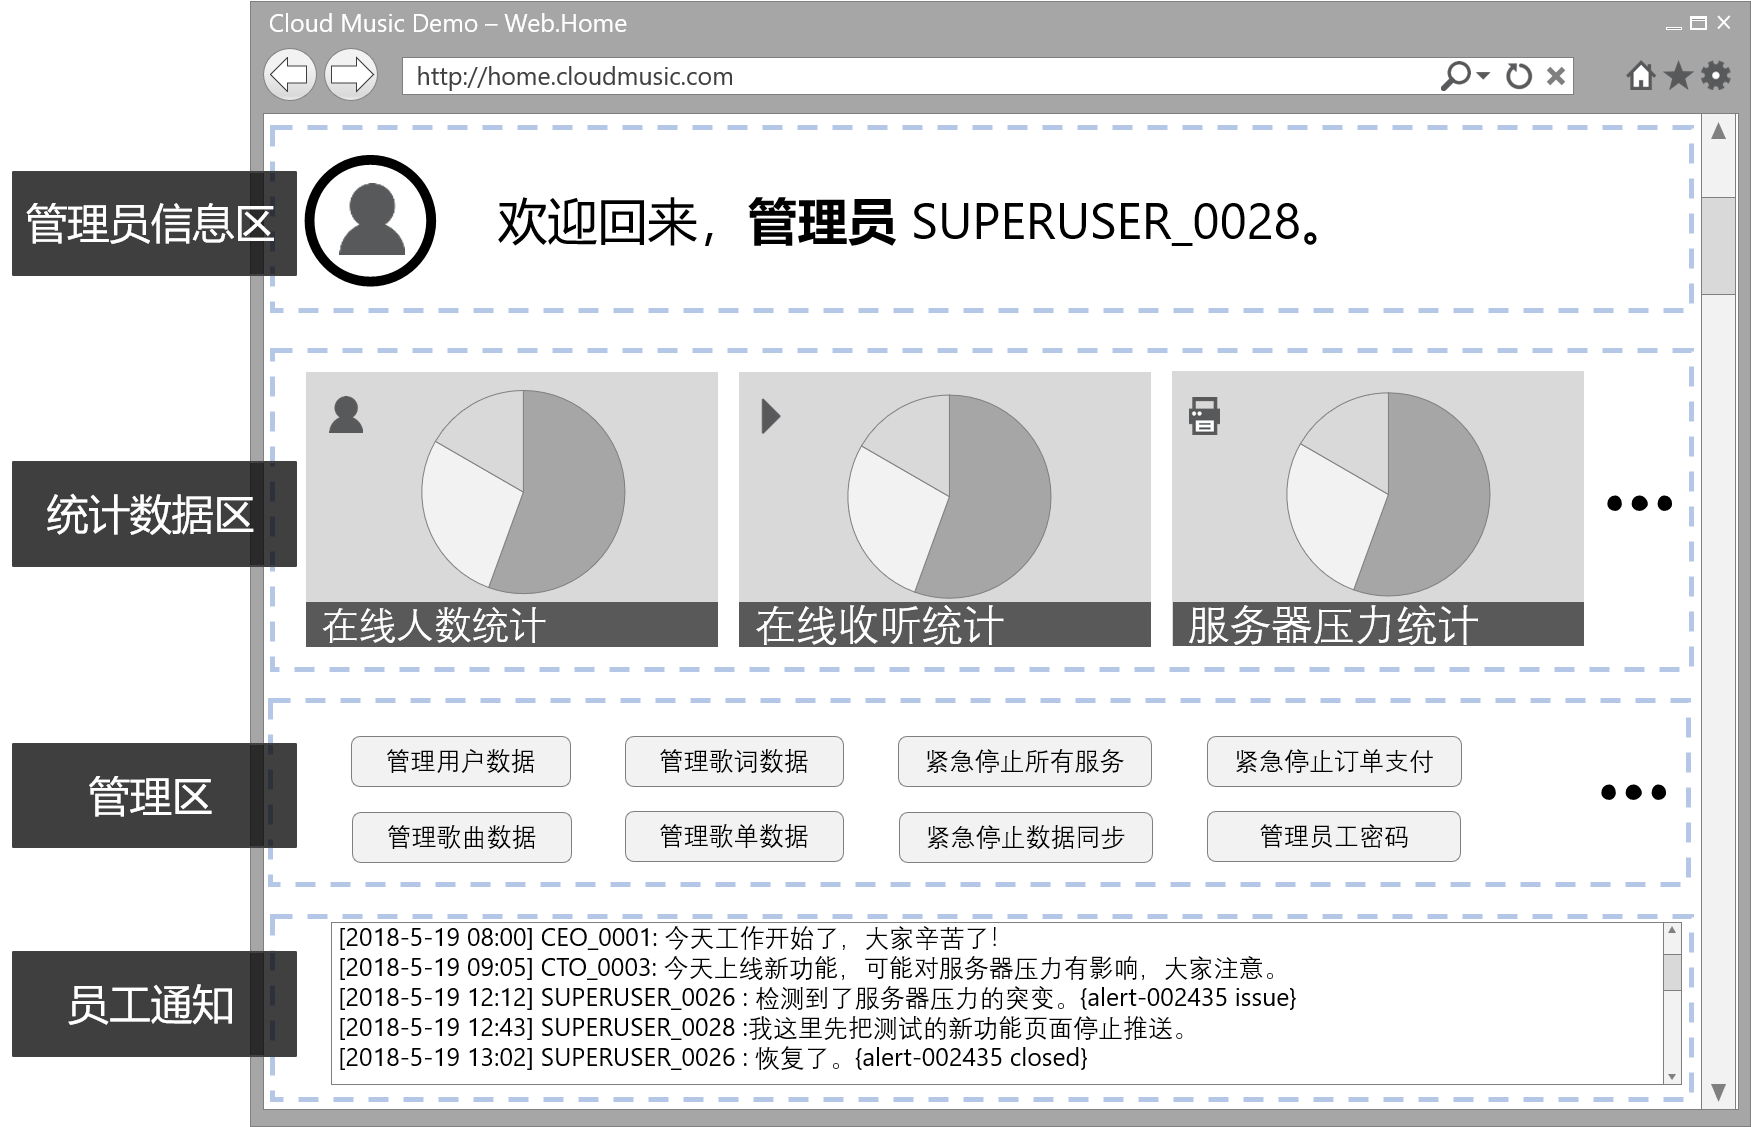 Cloud Music Demo – Web.Home
http://home.cloudmusic.com
管理员信息区
欢迎回来，管理员 SUPERUSER_0028。
统计数据区
在线人数统计
在线收听统计
服务器压力统计
管理区
管理用户数据
管理歌词数据
紧急停止所有服务
紧急停止订单支付
管理歌曲数据
管理歌单数据
紧急停止数据同步
管理员工密码
员工通知
[2018-5-19 08:00] CEO_0001: 今天工作开始了，大家辛苦了！
[2018-5-19 09:05] CTO_0003: 今天上线新功能，可能对服务器压力有影响，大家注意。
[2018-5-19 12:12] SUPERUSER_0026 : 检测到了服务器压力的突变。{alert-002435 issue}
[2018-5-19 12:43] SUPERUSER_0028 :我这里先把测试的新功能页面停止推送。
[2018-5-19 13:02] SUPERUSER_0026 : 恢复了。{alert-002435 closed}